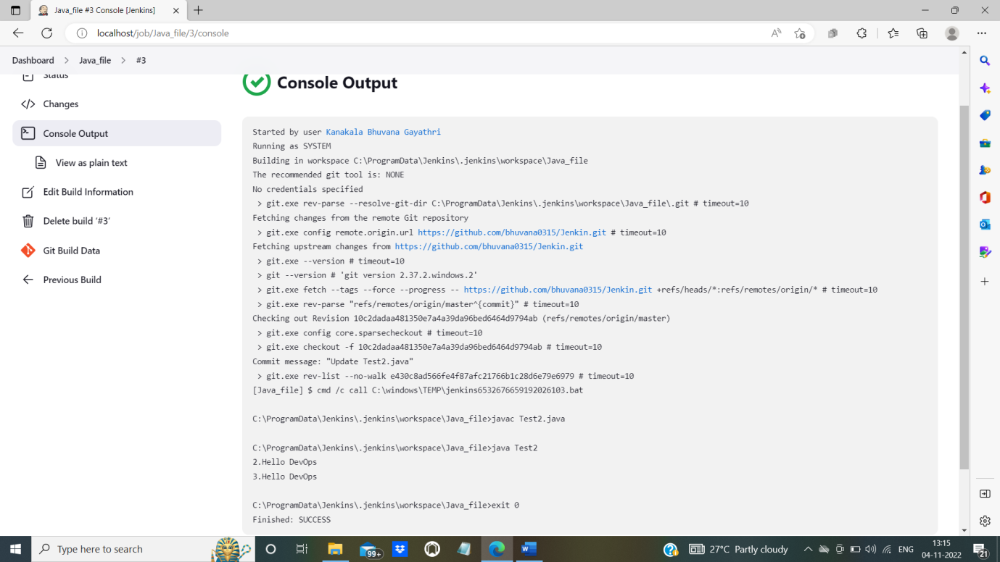 Java_file #3 Console [Jenkins]
localhost/job/Java_file/3/console
Dashboard > Java_file > #3
Status
Changes
Console Output
View as plain text
Edit Build Information
Delete build ‘#3’
Git Build Data
Previous Build
Console Output
Started by user Kanakala Bhuvana Gayathri
Running as SYSTEM
Building in workspace C:\ProgramData\Jenkins\.jenkins\workspace\Java_file
The recommended git tool is: NONE
No credentials specified
> git.exe rev-parse --resolve-git-dir C:\ProgramData\Jenkins\.jenkins\workspace\Java_file\.git # timeout=10
Fetching changes from the remote Git repository
> git.exe config remote.origin.url https://github.com/bhuvana0315/Jenkin.git # timeout=10
Fetching upstream changes from https://github.com/bhuvana0315/Jenkin.git
> git.exe --version # timeout=10
> git --version # 'git version 2.37.2.windows.2'
> git.exe fetch --tags --force --progress -- https://github.com/bhuvana0315/Jenkin.git +refs/heads/*:refs/remotes/origin/* # timeout=10
> git.exe rev-parse "refs/remotes/origin/master^{commit}" # timeout=10
Checking out Revision 10c2dadaa481350e7a4a39da96bed6464d9794ab (refs/remotes/origin/master)
> git.exe config core.sparsecheckout # timeout=10
> git.exe checkout -f 10c2dadaa481350e7a4a39da96bed6464d9794ab # timeout=10
Commit message: "Update Test2.java"
> git.exe rev-list --no-walk e430c8ad566fe4f87afc21766b1c28d6e79e6979 # timeout=10
[Java_file] $ cmd /c call C:\windows\TEMP\jenkins6532676659192026103.bat
C:\ProgramData\Jenkins\.jenkins\workspace\Java_file>javac Test2.java
C:\ProgramData\Jenkins\.jenkins\workspace\Java_file>java Test2
2.Hello DevOps
3.Hello DevOps
C:\ProgramData\Jenkins\.jenkins\workspace\Java_file>exit 0
Finished: SUCCESS
Type here to search
99+
27°C Partly cloudy
ENG
13:15
04-11-2022
21